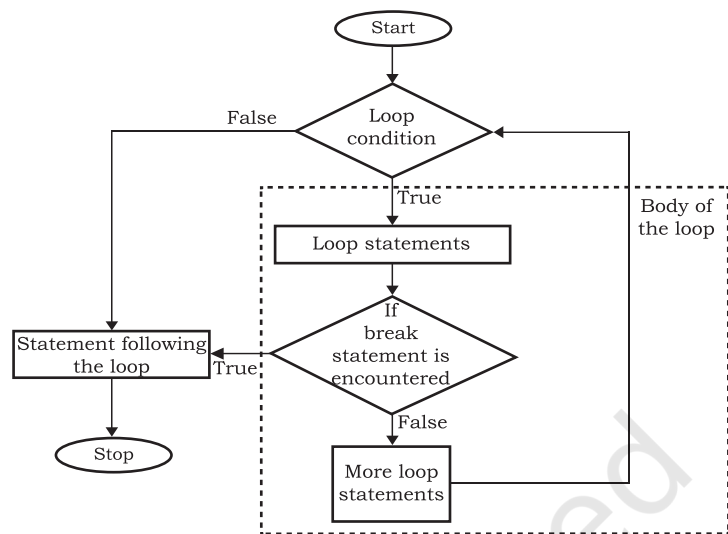 Start
Loop
condition
False
True
Body of
the loop
Loop statements
If
break
statement is
encountered
True
Statement following
the loop
False
Stop
More loop
statements
ed